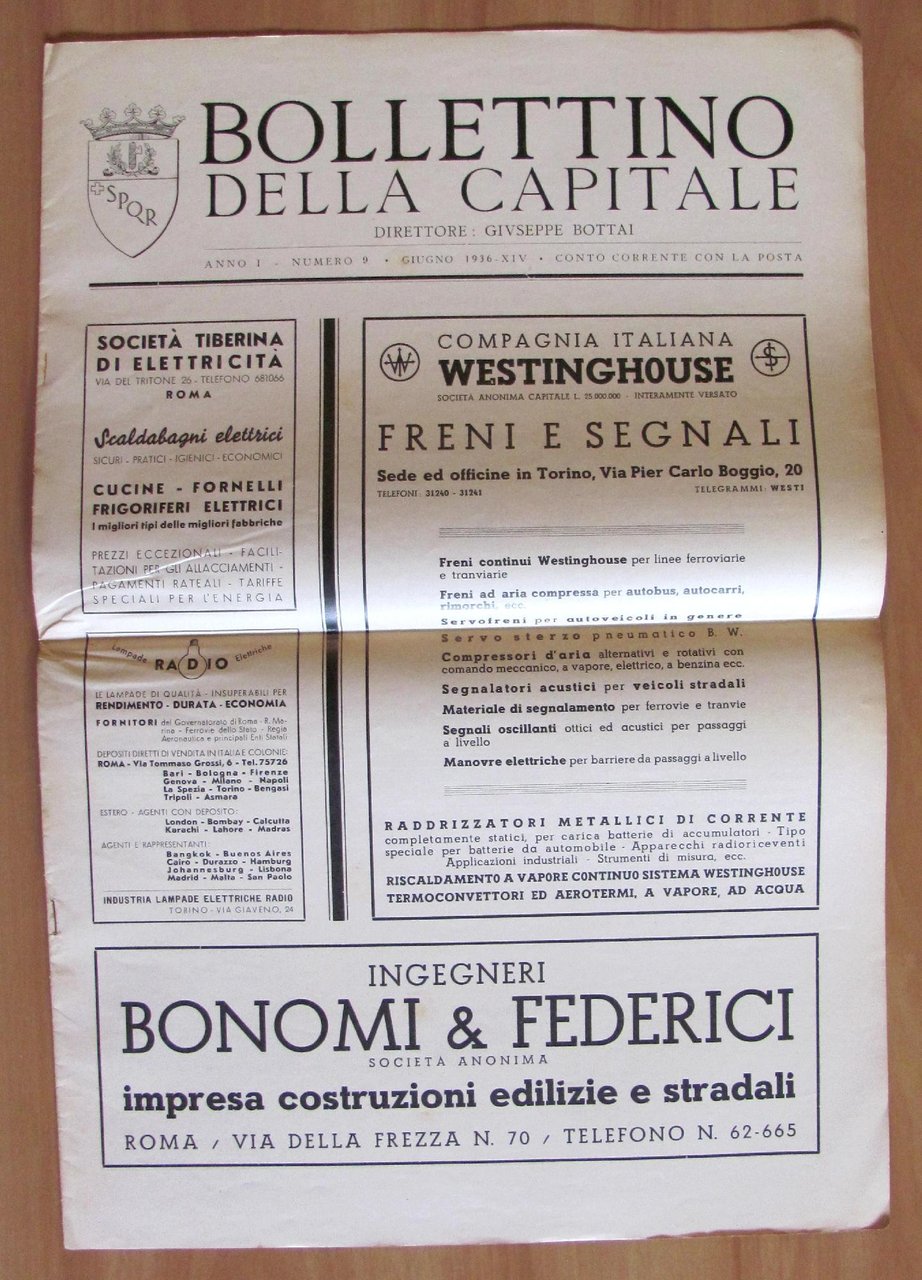 SPQR
BOLLETTINO
DELLA CAPITALE
DIRETTORE : GIVSEPPE BOTTAI
ANNO I - NUMERO 9 • GIUGNO 1936-XIV • CONTO CORRENTE CON LA POSTA
SOCIETÀ TIBERINA
DI ELETTRICITÀ
VIA DEL TRITONE 26 - TELEFONO 681066
ROMA
Scaldabagni elettrici
SICURI - PRATICI - IGIENICI - ECONOMICI
CUCINE - FORNELLI
FRIGORIFERI ELETTRICI
I migliori tipi delle migliori fabbriche
PREZZI ECCEZIONALI - FACILI-
TAZIONI PER GLI ALLACCIAMENTI -
PAGAMENTI RATEALI - TARIFFE
SPECIALI PER L'ENERGIA
Lampade RADIO Elettriche
LE LAMPADE DI QUALITÀ - INSUPERABILI PER
RENDIMENTO - DURATA - ECONOMIA
FORNITORI del Governatorato di Roma - R. Ma-
rina - Ferrovie dello Stato - Regia
Aeronautica e principali Enti Statali
DEPOSITI DIRETTI DI VENDITA IN ITALIA E COLONIE:
ROMA - Via Tommaso Grossi, 6 - Tel. 75726
Bari - Bologna - Firenze
Genova - Milano - Napoli
La Spezia - Torino - Bengasi
Tripoli - Asmara
ESTERO - AGENTI CON DEPOSITO:
London - Bombay - Calcutta
Karachi - Lahore - Madras
AGENTI E RAPPRESENTANTI:
Bangkok - Buenos Aires
Cairo - Durazzo - Hamburg
Johannesburg - Lisbona
Madrid - Malta - San Paolo
INDUSTRIA LAMPADE ELETTRICHE RADIO
TORINO - VIA GIAVENO, 24
COMPAGNIA ITALIANA
WESTINGHOUSE
SOCIETÀ ANONIMA CAPITALE L. 25.000.000 - INTERAMENTE VERSATO
FRENI E SEGNALI
Sede ed officine in Torino, Via Pier Carlo Boggio, 20
TELEFONI: 31240 - 31241 TELEGRAMMI: WESTI
Freni continui Westinghouse per linee ferroviarie
e tranviarie
Freni ad aria compressa per autobus, autocarri,
rimorchi, ecc.
Servofreni per autoveicoli in genere
Servo sterzo pneumatico B. W.
Compressori d'aria alternativi e rotativi con
comando meccanico, a vapore, elettrico, a benzina ecc.
Segnalatori acustici per veicoli stradali
Materiale di segnalamento per ferrovie e tranvie
Segnali oscillanti ottici ed acustici per passaggi
a livello
Manovre elettriche per barriere da passaggi a livello
RADDRIZZATORI METALLICI DI CORRENTE
completamente statici, per carica batterie di accumulatori - Tipo
speciale per batterie da automobile - Apparecchi radioriceventi
Applicazioni industriali - Strumenti di misura, ecc.
RISCALDAMENTO A VAPORE CONTINUO SISTEMA WESTINGHOUSE
TERMOCONVETTORI ED AEROTERMI, A VAPORE, AD ACQUA
INGEGNERI
BONOMI & FEDERICI
SOCIETÀ ANONIMA
impresa costruzioni edilizie e stradali
ROMA / VIA DELLA FREZZA N. 70 / TELEFONO N. 62-665